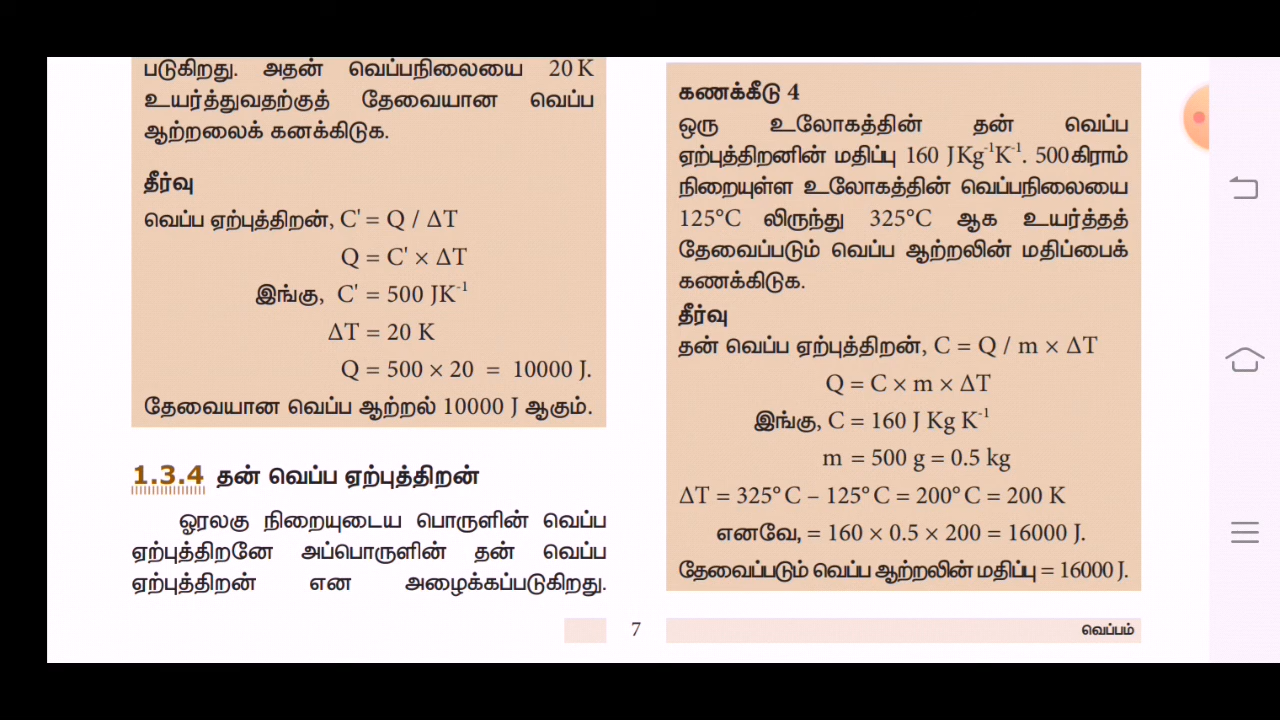 படுகிறது. அதன் வெப்பநிலையை 20 K
உயர்த்துவதற்குத் தேவையான வெப்ப
ஆற்றலைக் கனக்கிடுக.
தீர்வு
வெப்ப ஏற்புத்திறன், C' = Q / ΔT
Q = C' × ΔT
இங்கு, C' = 500 JK⁻¹
ΔT = 20 K
Q = 500 × 20 = 10000 J.
தேவையான வெப்ப ஆற்றல் 10000 J ஆகும்.
1.3.4 தன் வெப்ப ஏற்புத்திறன்
ஓரலகு நிறையுடைய பொருளின் வெப்ப
ஏற்புத்திறனே அப்பொருளின் தன் வெப்ப
ஏற்புத்திறன் என அழைக்கப்படுகிறது.
கணக்கீடு 4
ஒரு உலோகத்தின் தன் வெப்ப
ஏற்புத்திறனின் மதிப்பு 160 JKg⁻¹K⁻¹. 500கிராம்
நிறையுள்ள உலோகத்தின் வெப்பநிலையை
125°C லிருந்து 325°C ஆக உயர்த்தத்
தேவைப்படும் வெப்ப ஆற்றலின் மதிப்பைக்
கணக்கிடுக.
தீர்வு
தன் வெப்ப ஏற்புத்திறன், C = Q / m × ΔT
Q = C × m × ΔT
இங்கு, C = 160 J Kg K⁻¹
m = 500 g = 0.5 kg
ΔT = 325° C – 125° C = 200° C = 200 K
எனவே, = 160 × 0.5 × 200 = 16000 J.
தேவைப்படும் வெப்ப ஆற்றலின் மதிப்பு = 16000 J.
7
வெப்பம்